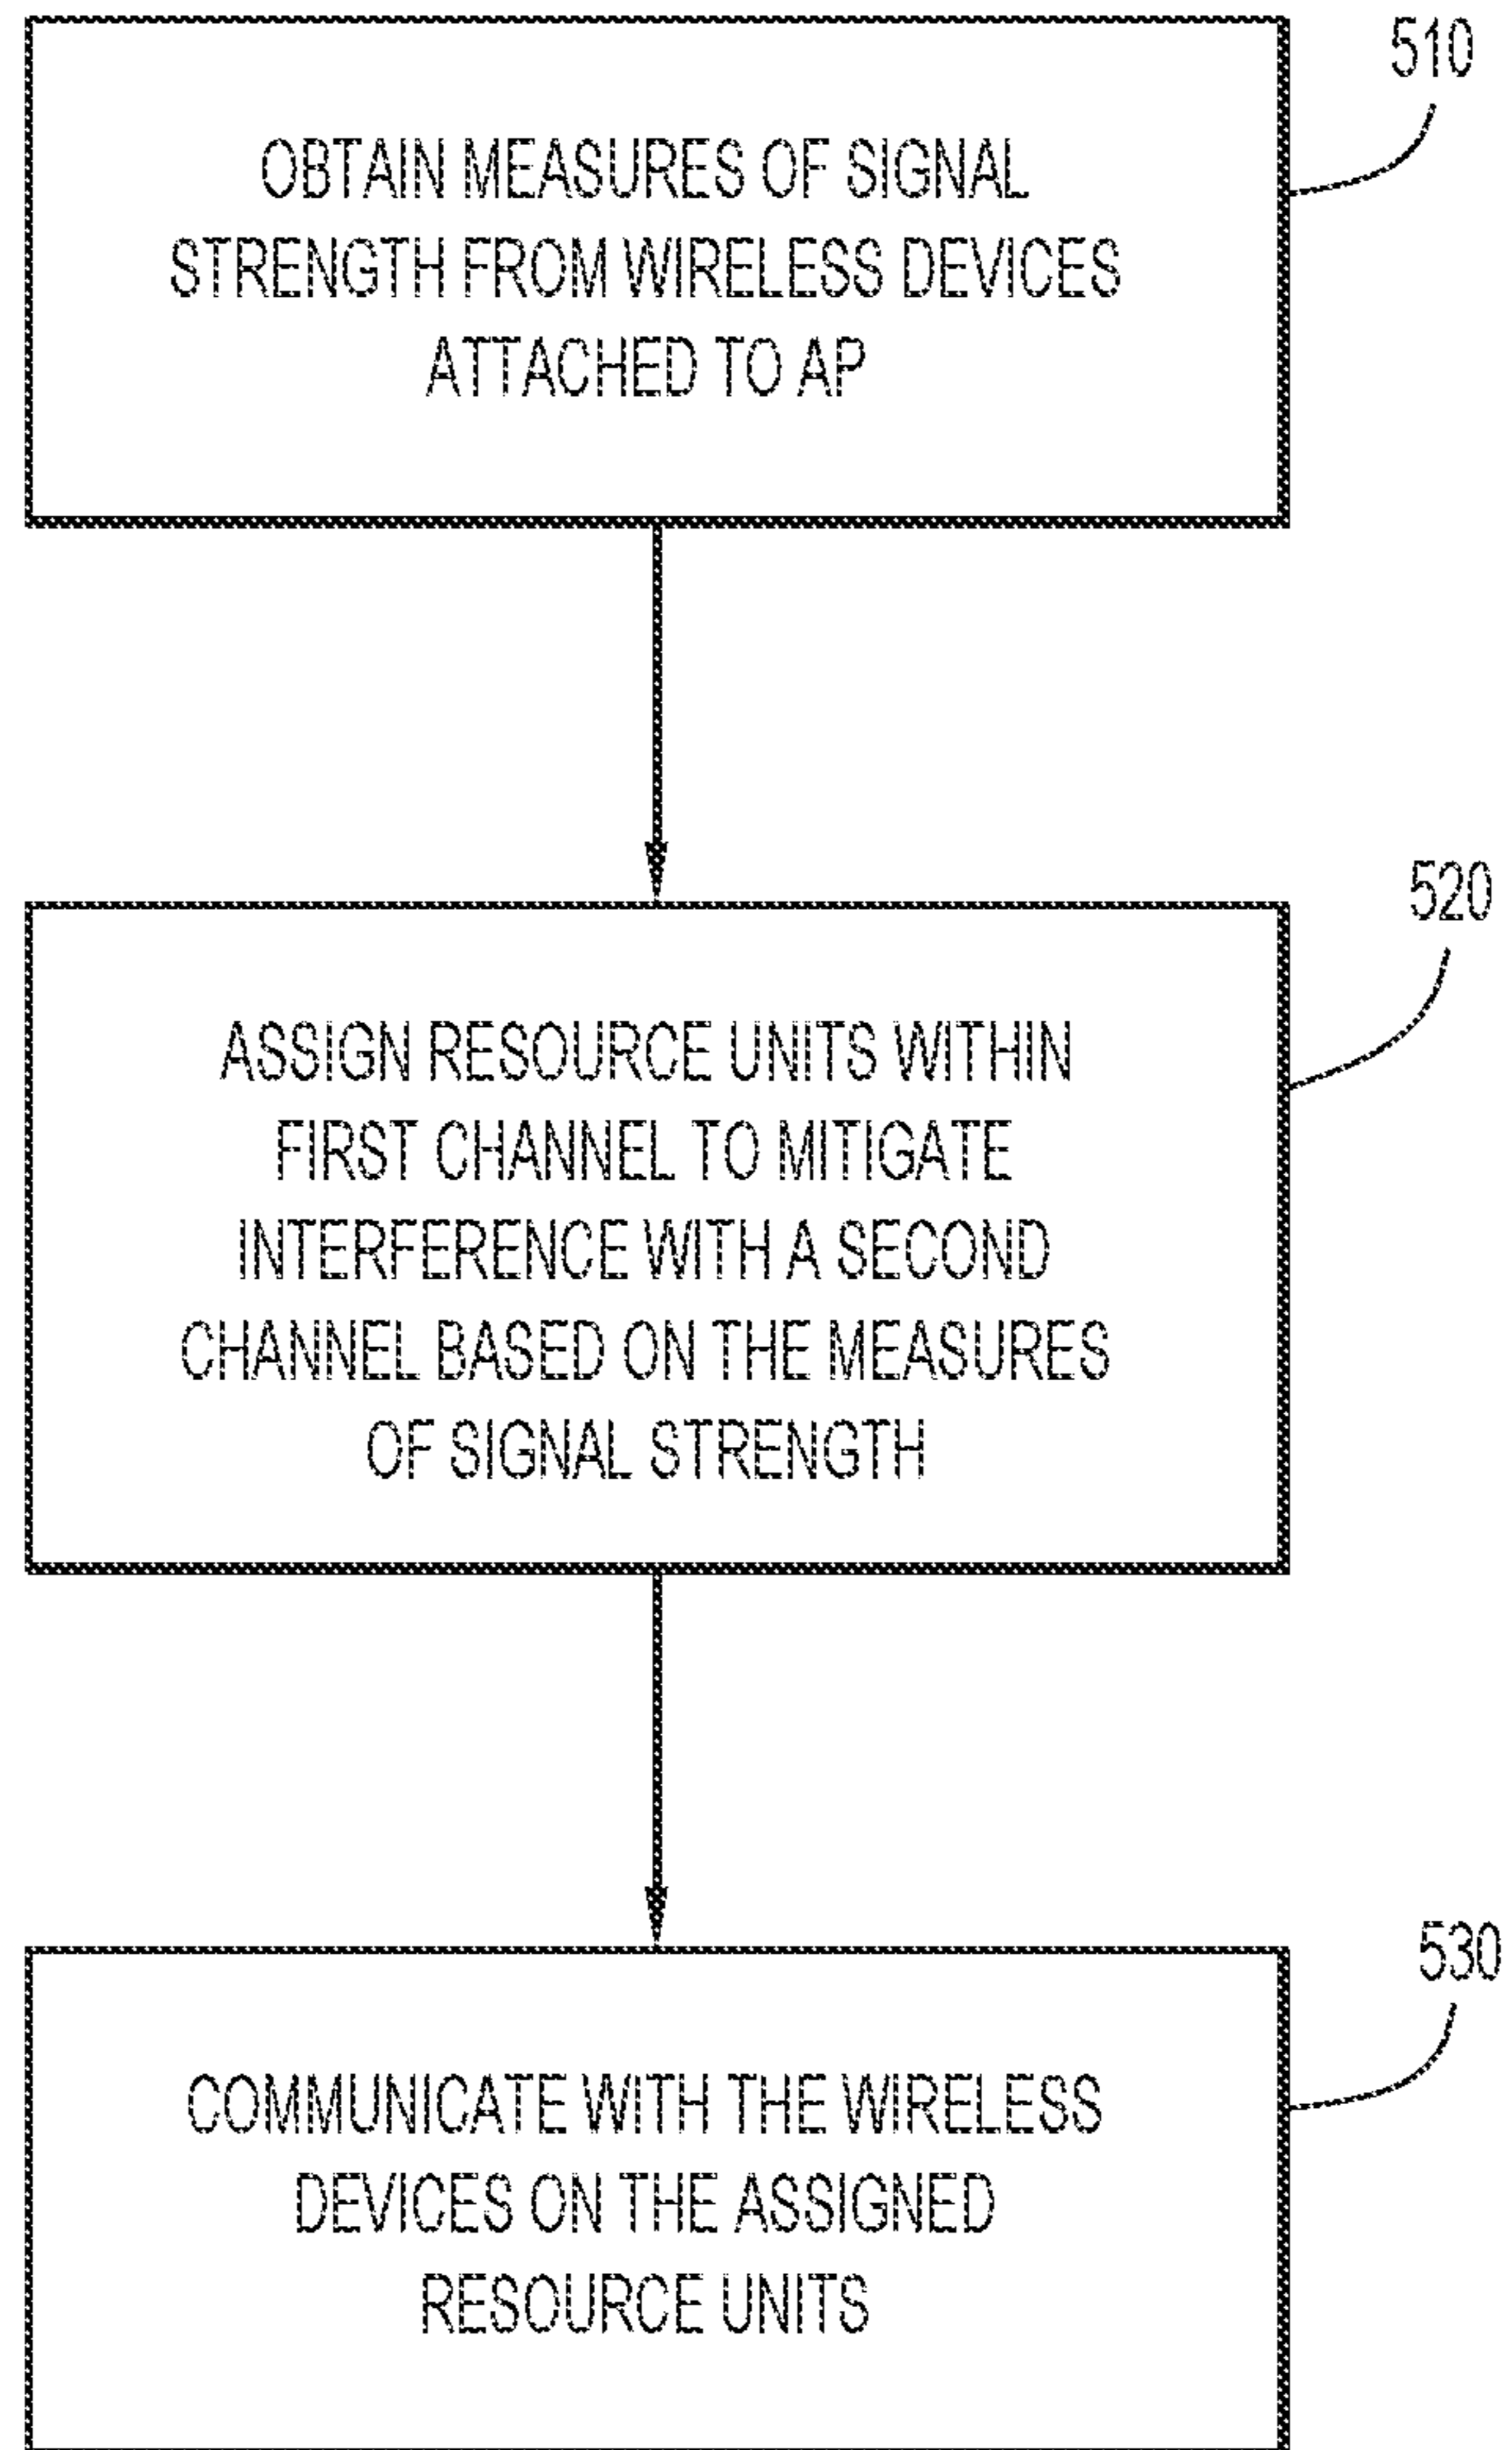 510
OBTAIN MEASURES OF SIGNAL
STRENGTH FROM WIRELESS DEVICES
ATTACHED TO AP
520
ASSIGN RESOURCE UNITS WITHIN
FIRST CHANNEL TO MITIGATE
INTERFERENCE WITH A SECOND
CHANNEL BASED ON THE MEASURES
OF SIGNAL STRENGTH
530
COMMUNICATE WITH THE WIRELESS
DEVICES ON THE ASSIGNED
RESOURCE UNITS